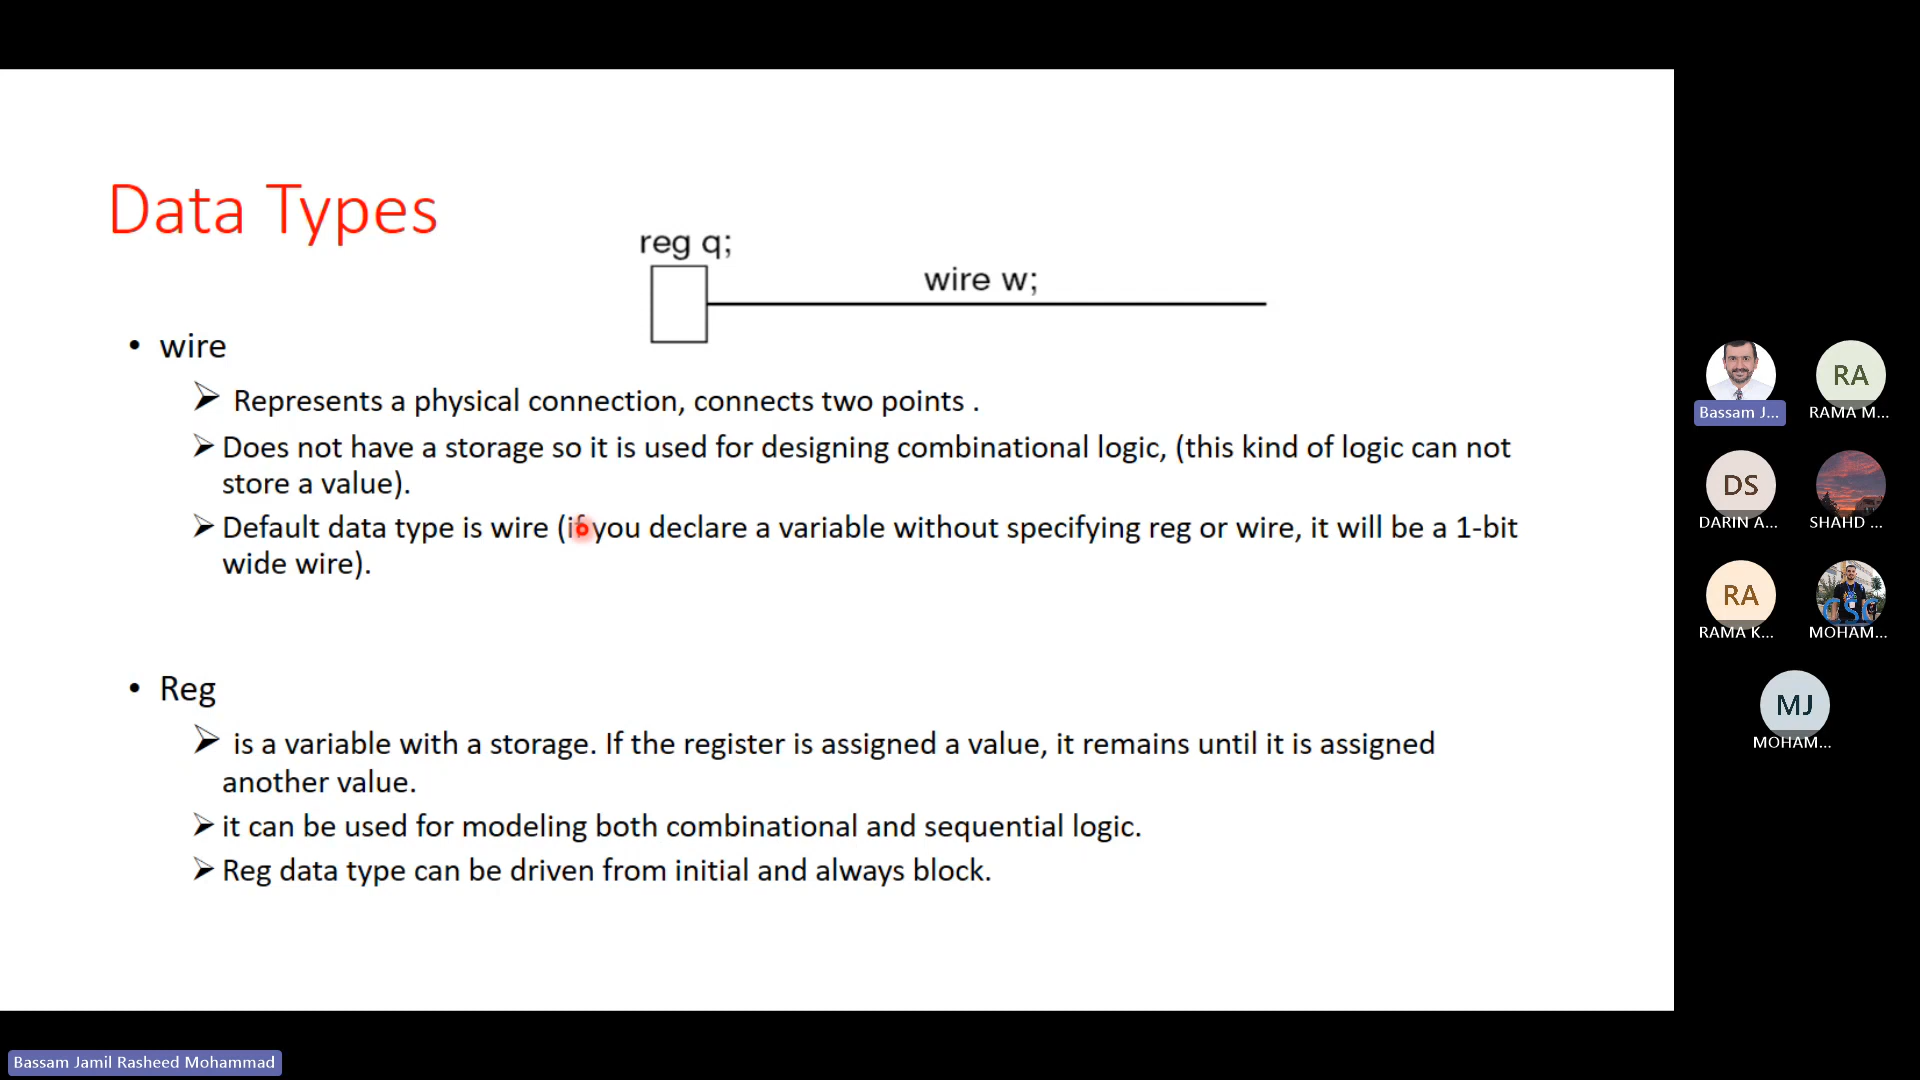 Data Types
reg q;
wire w;
• wire
➢ Represents a physical connection, connects two points .
➢ Does not have a storage so it is used for designing combinational logic, (this kind of logic can not
store a value).
➢ Default data type is wire (if you declare a variable without specifying reg or wire, it will be a 1-bit
wide wire).
• Reg
➢ is a variable with a storage. If the register is assigned a value, it remains until it is assigned
another value.
➢ it can be used for modeling both combinational and sequential logic.
➢ Reg data type can be driven from initial and always block.
Bassam J...
RA
RAMA M...
DS
DARIN A...
SHAHD ...
RA
RAMA K...
CSC
MOHAM...
MJ
MOHAM...
Bassam Jamil Rasheed Mohammad